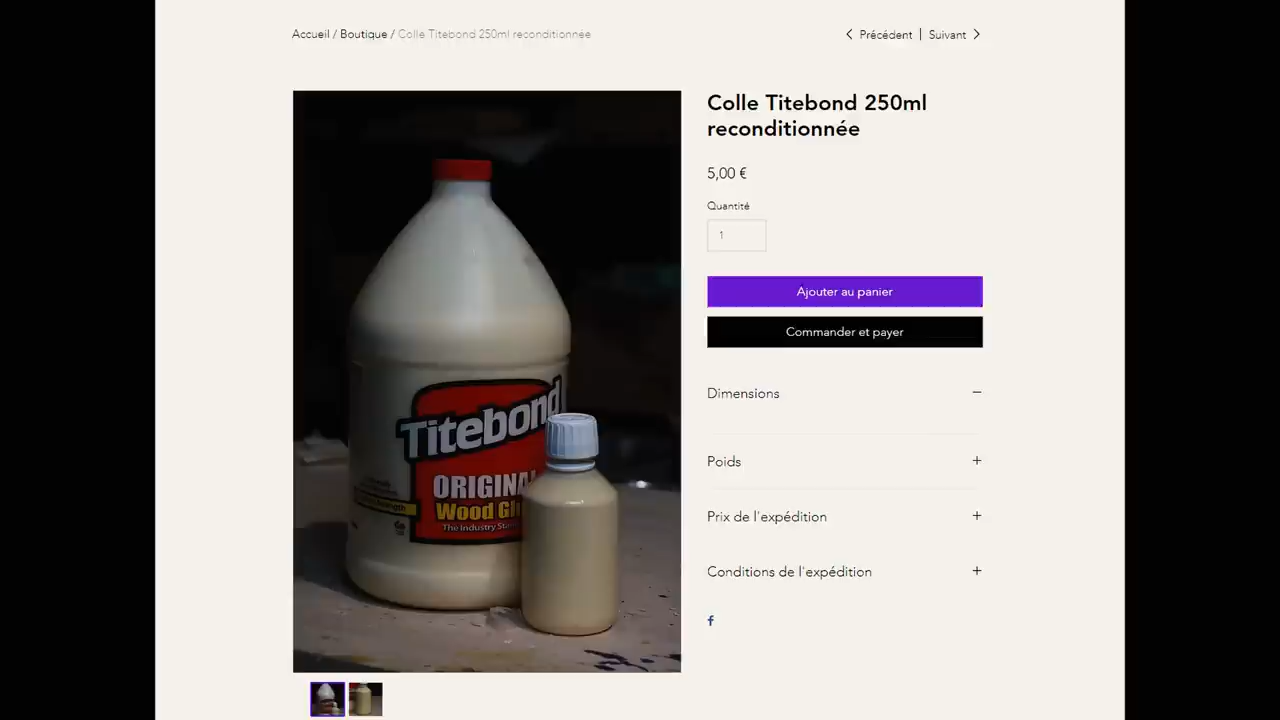 Accueil / Boutique / Colle Titebond 250ml reconditionnée
Précédent | Suivant
Colle Titebond 250ml
reconditionnée
5,00 €
Quantité
1
Ajouter au panier
Commander et payer
Dimensions
Poids
Prix de l'expédition
Conditions de l'expédition
Titebond
ORIGINAL
Wood Gl
The Industry Sta